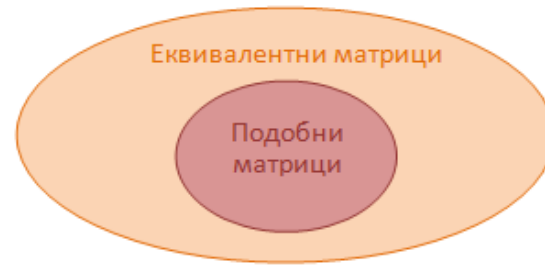 Еквивалентни матрици
Подобни
матрици